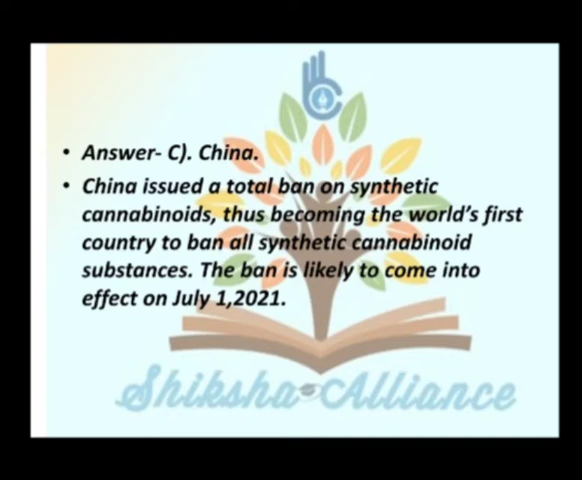 • Answer- C). China.
• China issued a total ban on synthetic
cannabinoids, thus becoming the world's first
country to ban all synthetic cannabinoid
substances. The ban is likely to come into
effect on July 1,2021.
Shiksha Alliance